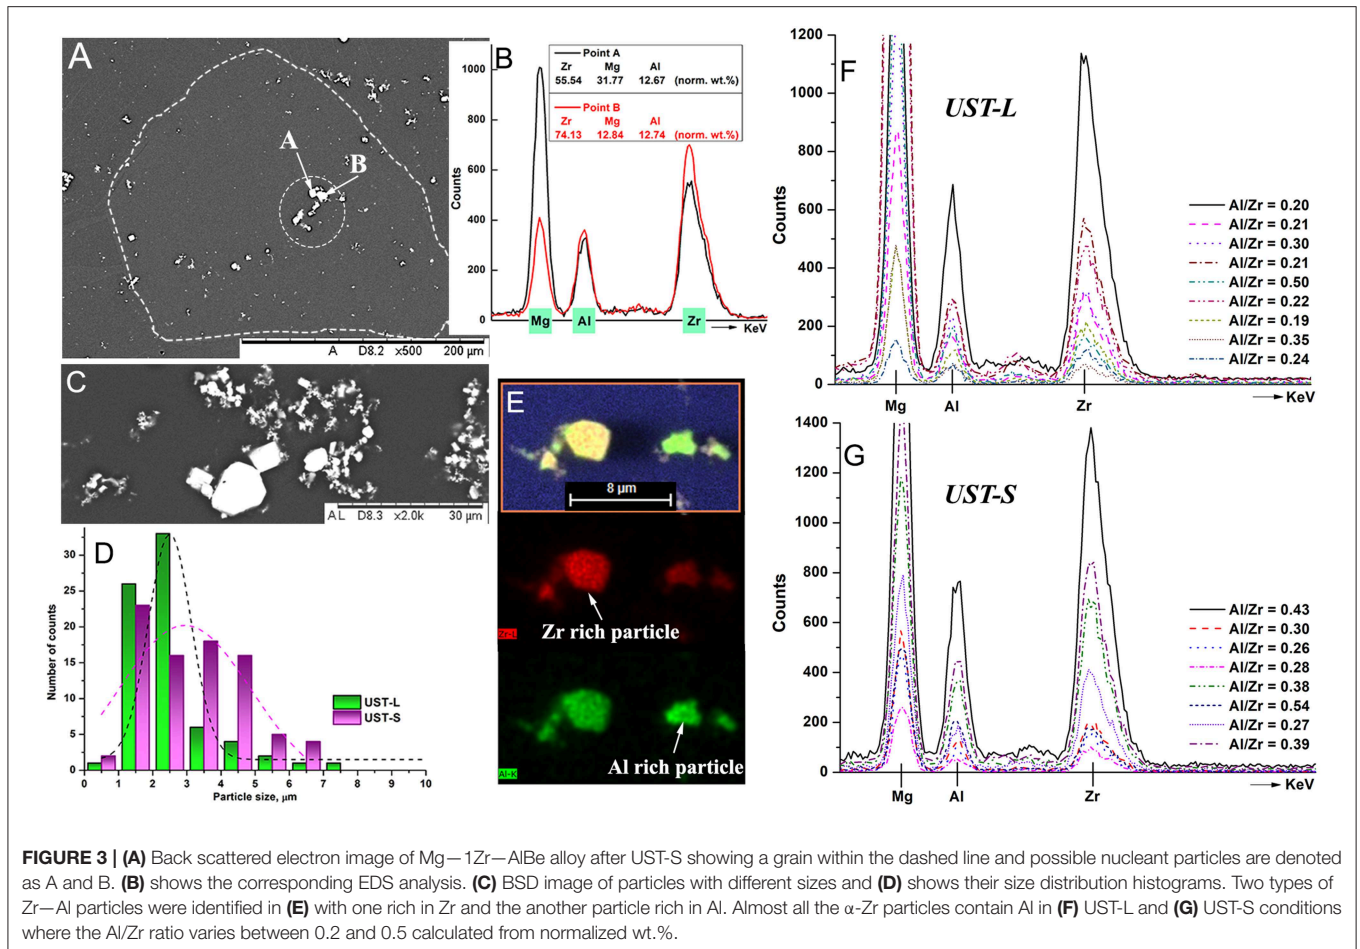 A
A
B
A D8.2 x500 200 µm
B
Point A
Zr Mg Al
55.54 31.77 12.67 (norm. wt.%)
Point B
Zr Mg Al
74.13 12.84 12.74 (norm. wt.%)
Counts
1000
800
600
400
200
0
Mg Al Zr KeV
C
A L D8.3 x2.0k 30 µm
D
Number of counts
30
25
20
15
10
5
0
UST-L
UST-S
0 1 2 3 4 5 6 7 8 9 10
Particle size, µm
E
8 µm
Zr-L
Zr rich particle
Al-K
Al rich particle
F
UST-L
Counts
1200
1000
800
600
400
200
0
Al/Zr = 0.20
Al/Zr = 0.21
Al/Zr = 0.30
Al/Zr = 0.21
Al/Zr = 0.50
Al/Zr = 0.22
Al/Zr = 0.19
Al/Zr = 0.35
Al/Zr = 0.24
Mg Al Zr KeV
G
UST-S
Counts
1400
1200
1000
800
600
400
200
0
Al/Zr = 0.43
Al/Zr = 0.30
Al/Zr = 0.26
Al/Zr = 0.28
Al/Zr = 0.38
Al/Zr = 0.54
Al/Zr = 0.27
Al/Zr = 0.39
Mg Al Zr KeV
FIGURE 3 | (A) Back scattered electron image of Mg—1Zr—AlBe alloy after UST-S showing a grain within the dashed line and possible nucleant particles are denoted
as A and B. (B) shows the corresponding EDS analysis. (C) BSD image of particles with different sizes and (D) shows their size distribution histograms. Two types of
Zr—Al particles were identified in (E) with one rich in Zr and the another particle rich in Al. Almost all the α-Zr particles contain Al in (F) UST-L and (G) UST-S conditions
where the Al/Zr ratio varies between 0.2 and 0.5 calculated from normalized wt.%.